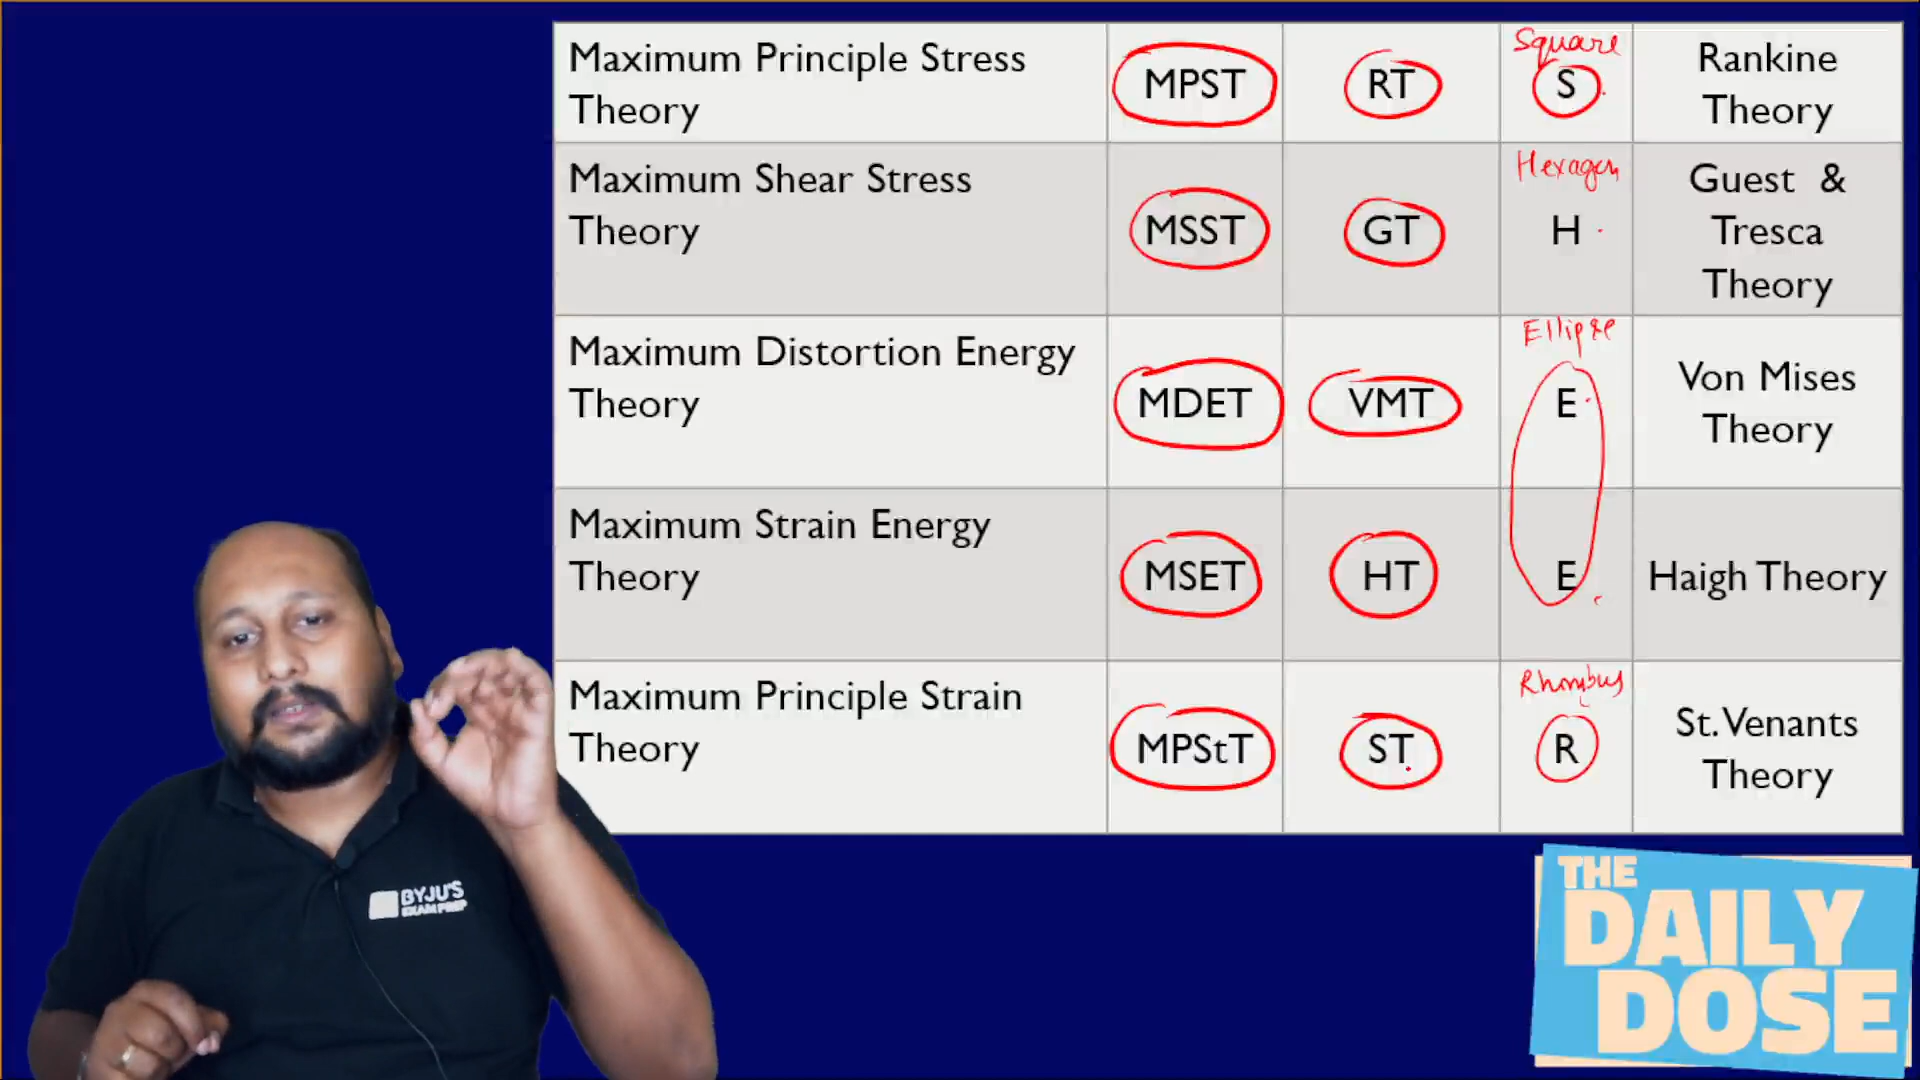 Maximum Principle Stress
Theory
MPST
RT
Square
S
Rankine
Theory
Maximum Shear Stress
Theory
MSST
GT
Hexagon
H
Guest &
Tresca
Theory
Maximum Distortion Energy
Theory
MDET
VMT
Ellipse
E
Von Mises
Theory
Maximum Strain Energy
Theory
MSET
HT
E
Haigh Theory
Maximum Principle Strain
Theory
MPStT
ST
Rhombus
R
St. Venants
Theory
BYJU'S
EXAM PREP
THE
DAILY
DOSE